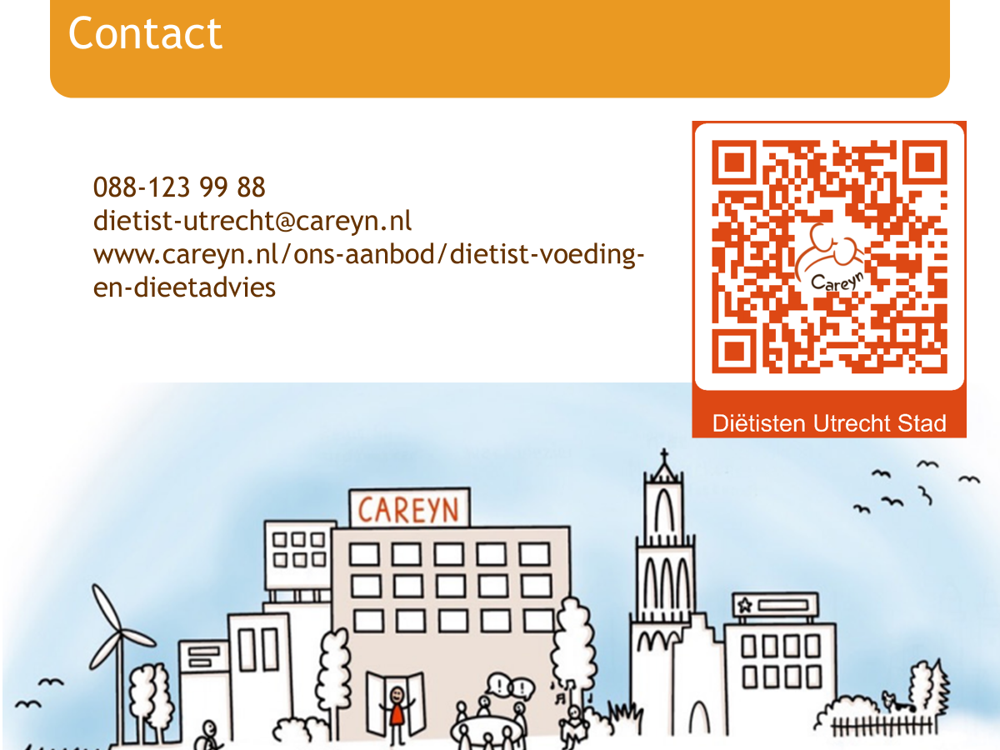 Contact
088-123 99 88
dietist-utrecht@careyn.nl
www.careyn.nl/ons-aanbod/dietist-voeding-
en-dieetadvies
Careyn
Diëtisten Utrecht Stad
CAREYN
! !